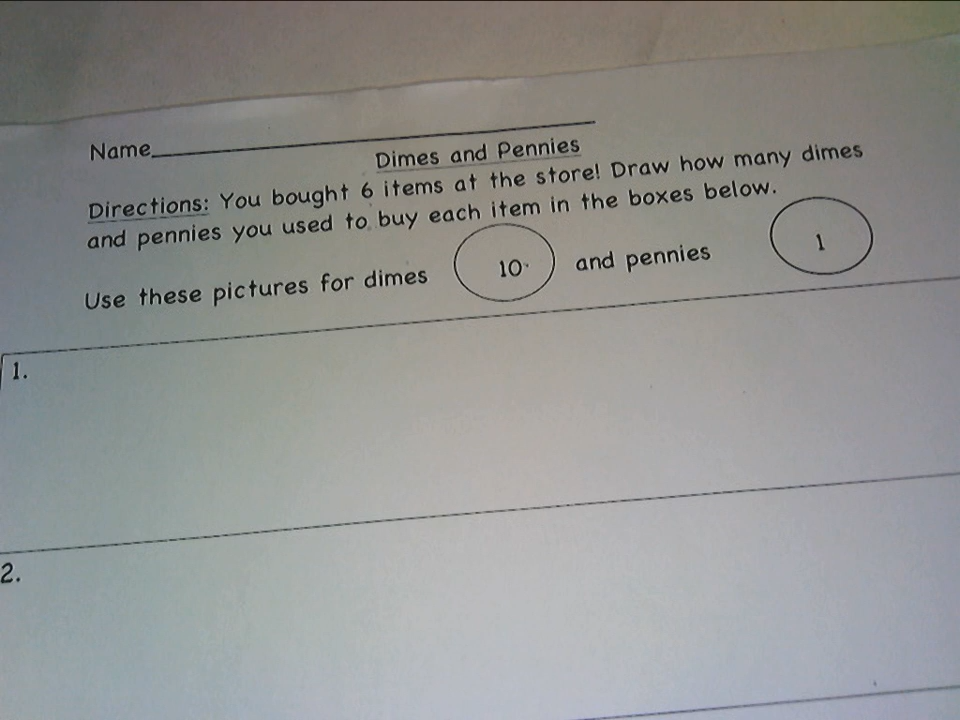 Name
Dimes and Pennies
Directions: You bought 6 items at the store! Draw how many dimes
and pennies you used to buy each item in the boxes below.
Use these pictures for dimes 10 and pennies 1
1.
2.